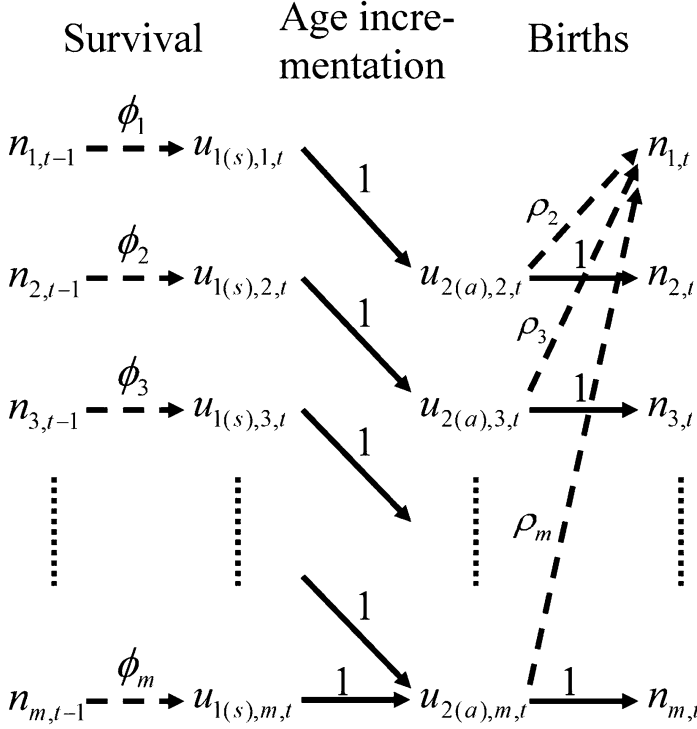 Survival
Age incre-
mentation
Births
ϕ₁
n₁,ₜ₋₁
u₁₍ₛ₎,₁,ₜ
1
n₁,ₜ
ρ₂
ϕ₂
n₂,ₜ₋₁
u₁₍ₛ₎,₂,ₜ
1
u₂₍ₐ₎,₂,ₜ
1
n₂,ₜ
ρ₃
ϕ₃
n₃,ₜ₋₁
u₁₍ₛ₎,₃,ₜ
1
u₂₍ₐ₎,₃,ₜ
1
n₃,ₜ
ρₘ
1
ϕₘ
nₘ,ₜ₋₁
u₁₍ₛ₎,ₘ,ₜ
1
u₂₍ₐ₎,ₘ,ₜ
1
nₘ,ₜ